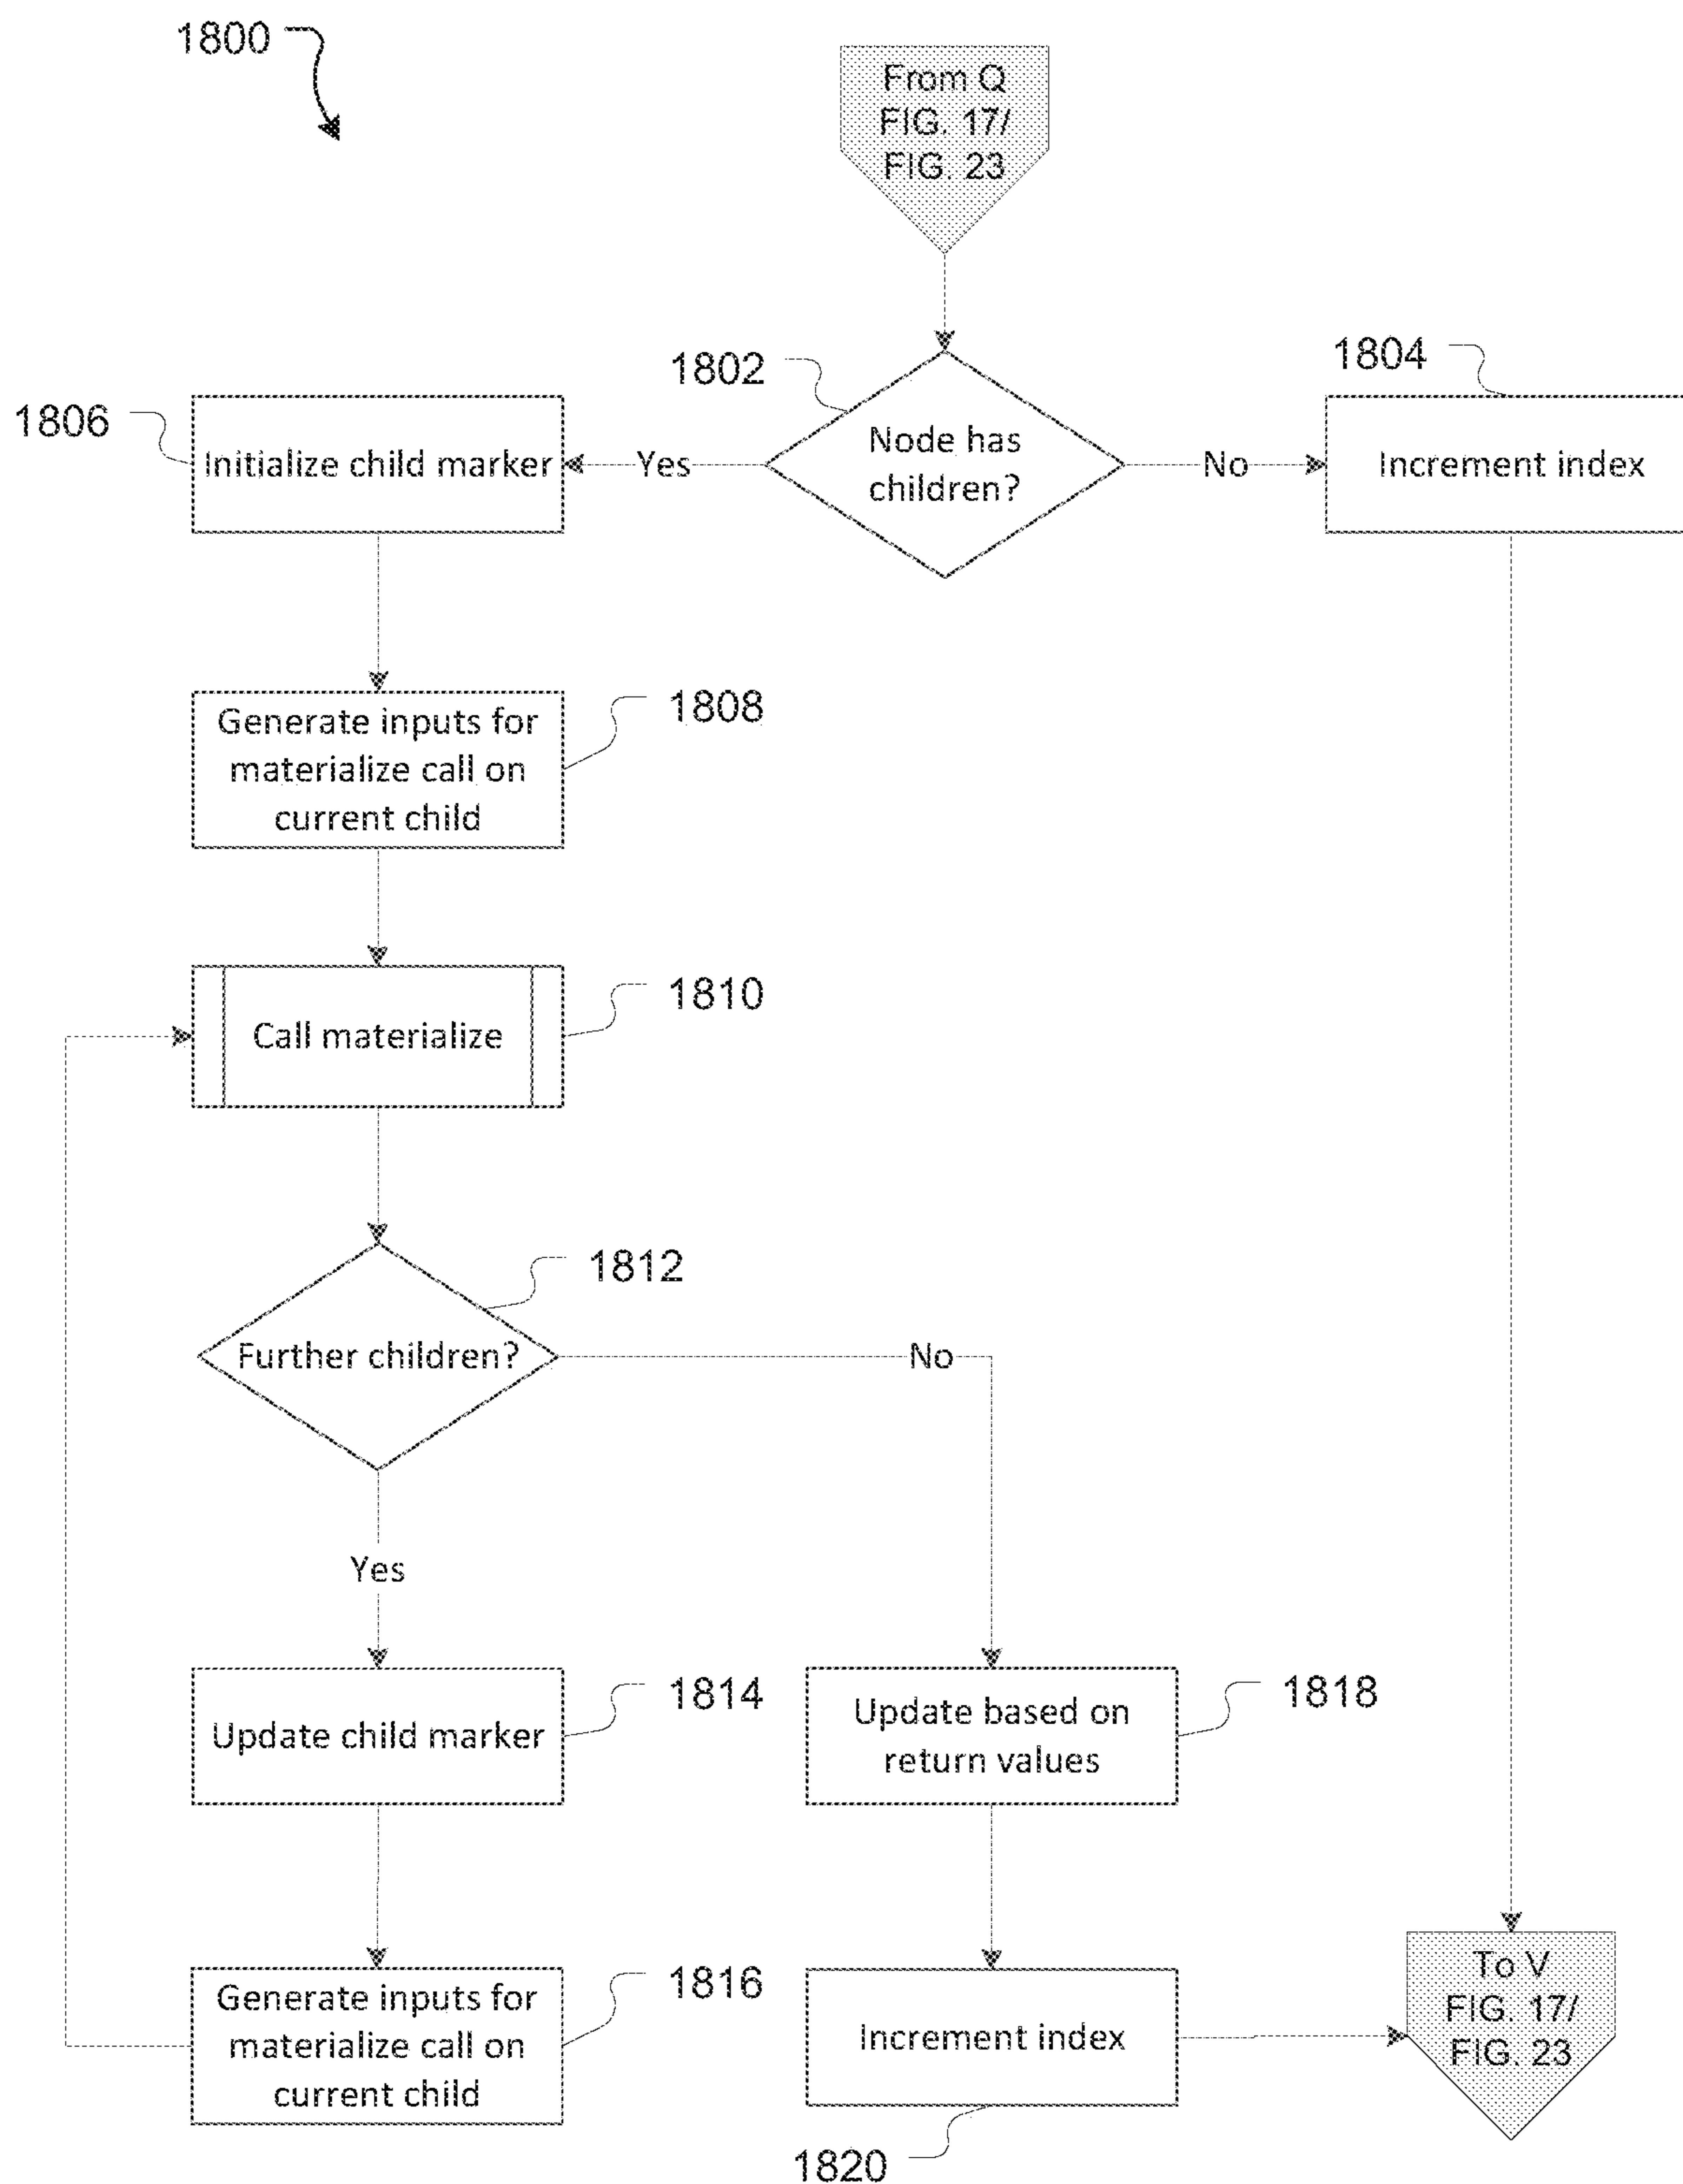 1800
From Q
FIG. 17/
FIG. 23
1802
1804
1806
Node has
children?
Initialize child marker
Yes
No
Increment index
1808
Generate inputs for
materialize call on
current child
1810
Call materialize
1812
Further children?
No
Yes
1814
Update child marker
1818
Update based on
return values
1816
Generate inputs for
materialize call on
current child
Increment index
To V
FIG. 17/
FIG. 23
1820